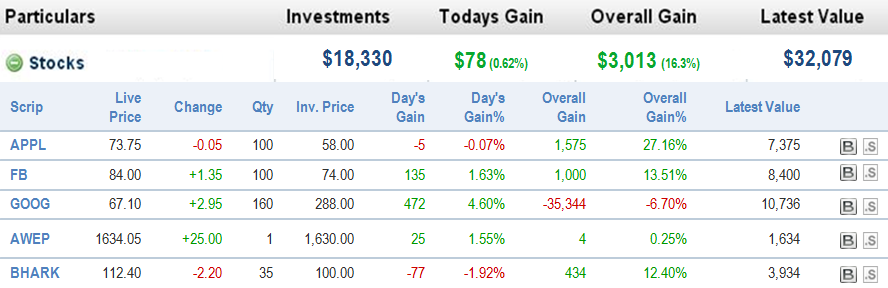 Particulars Investments Todays Gain Overall Gain Latest Value
Stocks $18,330 $78 (0.62%) $3,013 (16.3%) $32,079
Scrip Live Price Change Qty Inv. Price Day's Gain Day's Gain% Overall Gain Overall Gain% Latest Value
APPL 73.75 -0.05 100 58.00 -5 -0.07% 1,575 27.16% 7,375 B .S
FB 84.00 +1.35 100 74.00 135 1.63% 1,000 13.51% 8,400 B .S
GOOG 67.10 +2.95 160 288.00 472 4.60% -35,344 -6.70% 10,736 B .S
AWEP 1634.05 +25.00 1 1,630.00 25 1.55% 4 0.25% 1,634 B .S
BHARK 112.40 -2.20 35 100.00 -77 -1.92% 434 12.40% 3,934 B .S